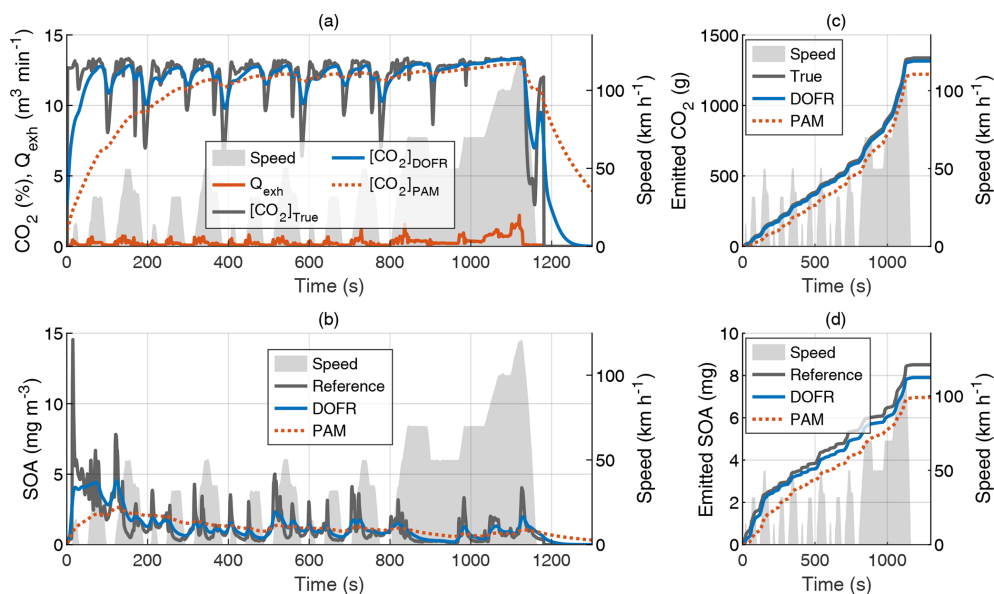 (a)
CO2 (%), Qexh (m3 min-1)
15
10
5
0
Speed
Qexh
[CO2]True
[CO2]DOFR
[CO2]PAM
100
50
0
Speed (km h-1)
0 200 400 600 800 1000 1200
Time (s)
(c)
Emitted CO2 (g)
1500
1000
500
0
Speed
True
DOFR
PAM
100
50
0
Speed (km h-1)
0 500 1000
Time (s)
(b)
SOA (mg m-3)
15
10
5
0
Speed
Reference
DOFR
PAM
100
50
0
Speed (km h-1)
0 200 400 600 800 1000 1200
Time (s)
(d)
Emitted SOA (mg)
10
8
6
4
2
0
Speed
Reference
DOFR
PAM
100
50
0
Speed (km h-1)
0 500 1000
Time (s)